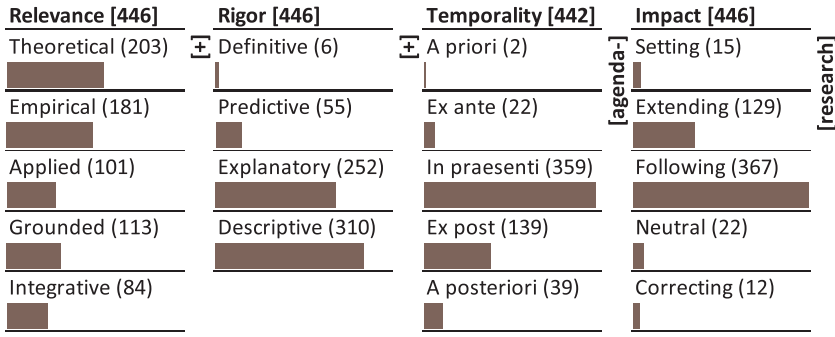 Relevance [446]
Theoretical (203)
Empirical (181)
Applied (101)
Grounded (113)
Integrative (84)
[+]
Rigor [446]
Definitive (6)
Predictive (55)
Explanatory (252)
Descriptive (310)
[+]
Temporality [442]
A priori (2)
Ex ante (22)
In praesenti (359)
Ex post (139)
A posteriori (39)
[agenda-]
Impact [446]
Setting (15)
Extending (129)
Following (367)
Neutral (22)
Correcting (12)
[research]